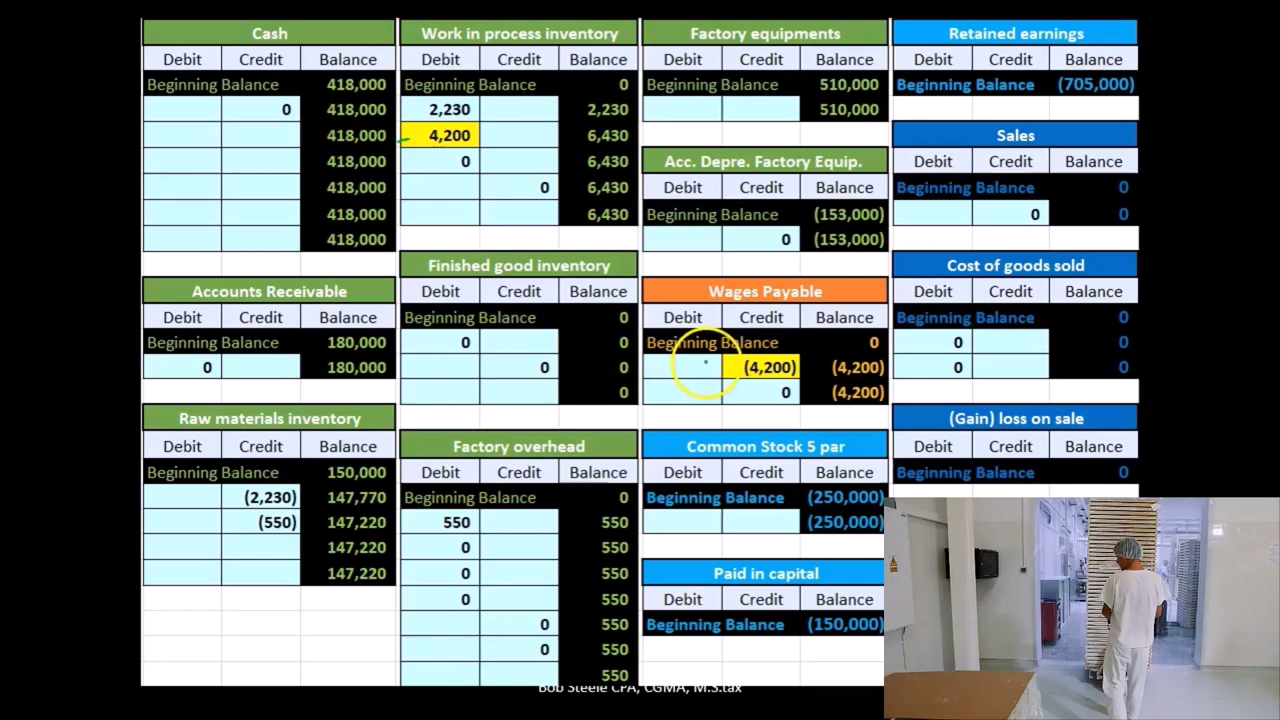 Cash
Debit Credit Balance
Beginning Balance 418,000
0 418,000
418,000
418,000
418,000
418,000
418,000
Accounts Receivable
Debit Credit Balance
Beginning Balance 180,000
0 180,000
Raw materials inventory
Debit Credit Balance
Beginning Balance 150,000
(2,230) 147,770
(550) 147,220
147,220
147,220
Work in process inventory
Debit Credit Balance
Beginning Balance 0
2,230 2,230
4,200 6,430
0 6,430
0 6,430
6,430
Finished good inventory
Debit Credit Balance
Beginning Balance 0
0 0
0 0
0
Factory overhead
Debit Credit Balance
Beginning Balance 0
550 550
0 550
0 550
0 550
0 550
0 550
550
Factory equipments
Debit Credit Balance
Beginning Balance 510,000
510,000
Acc. Depre. Factory Equip.
Debit Credit Balance
Beginning Balance (153,000)
0 (153,000)
Wages Payable
Debit Credit Balance
Beginning Balance 0
(4,200) (4,200)
0 (4,200)
Common Stock 5 par
Debit Credit Balance
Beginning Balance (250,000)
(250,000)
Paid in capital
Debit Credit Balance
Beginning Balance (150,000)
Retained earnings
Debit Credit Balance
Beginning Balance (705,000)
Sales
Debit Credit Balance
Beginning Balance 0
0 0
Cost of goods sold
Debit Credit Balance
Beginning Balance 0
0 0
0 0
(Gain) loss on sale
Debit Credit Balance
Beginning Balance 0
Bob Steele CPA, CGMA, M.S.tax